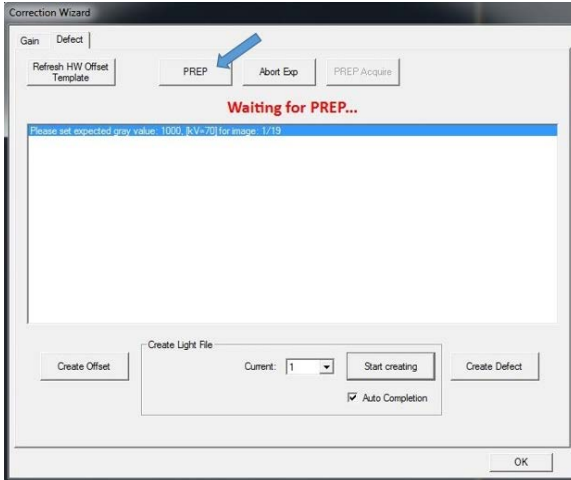 Correction Wizard
Gain Defect
Refresh HW Offset
Template
PREP
Abort Exp
PREP Acquire
Waiting for PREP...
Please set expected gray value: 1000, [kV=70] for image: 1/19
Create Light File
Create Offset
Current: 1
Start creating
Create Defect
Auto Completion
OK